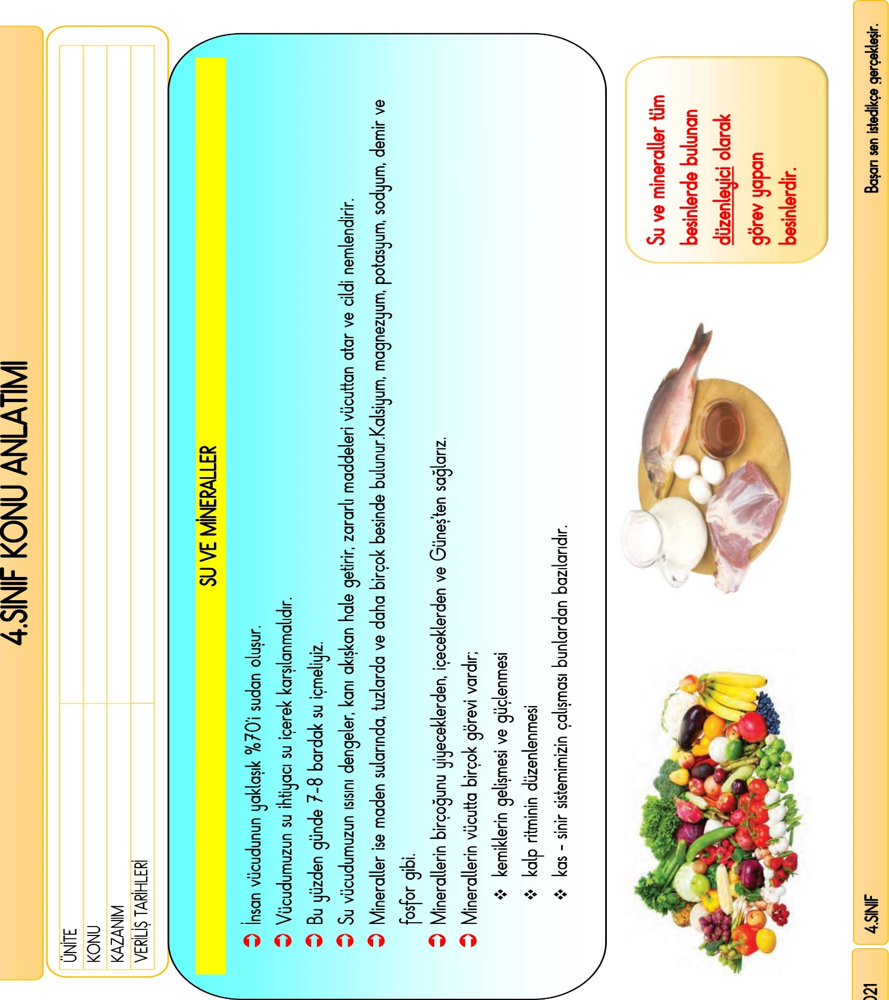 4.SINIF KONU ANLATIMI
ÜNİTE
KONU
KAZANIM
VERİLİŞ TARİHLERİ
SU VE MİNERALLER
İnsan vücudunun yaklaşık %70'i sudan oluşur.
Vücudumuzun su ihtiyacı su içerek karşılanmalıdır.
Bu yüzden günde 7-8 bardak su içmeliyiz.
Su vücudumuzun ısısını dengeler, kanı akışkan hale getirir, zararlı maddeleri vücuttan atar ve cildi nemlendirir.
Mineraller ise maden sularında, tuzlarda ve daha birçok besinde bulunur.Kalsiyum, magnezyum, potasyum, sodyum, demir ve
fosfor gibi.
Minerallerin birçoğunu yiyeceklerden, içeceklerden ve Güneş'ten sağlarız.
Minerallerin vücutta birçok görevi vardır;
❖ kemiklerin gelişmesi ve güçlenmesi
❖ kalp ritminin düzenlenmesi
❖ kas - sinir sistemimizin çalışması bunlardan bazılarıdır.
Su ve mineraller tüm
besinlerde bulunan
düzenleyici olarak
görev yapan
besinlerdir.
4.SINIF
Başarı sen istedikçe gerçekleşir.